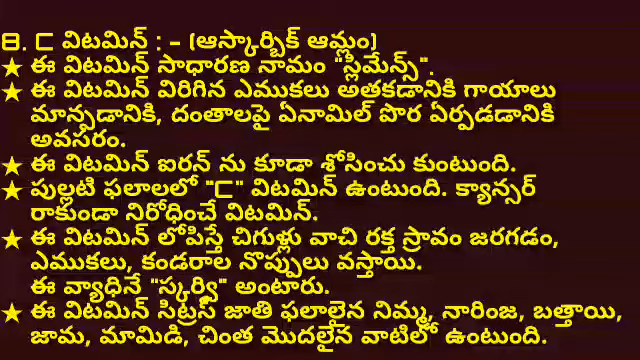 8. C విటమిన్ : - (ఆస్కార్బిక్ ఆమ్లం)
★ ఈ విటమిన్ సాధారణ నామం "స్లిమేన్స్".
★ ఈ విటమిన్ విరిగిన ఎముకలు అతకడానికి గాయాలు
మాన్పడానికి, దంతాలపై ఏనామిల్ పొర ఏర్పడడానికి
అవసరం.
★ ఈ విటమిన్ ఐరన్ ను కూడా శోసించు కుంటుంది.
★ పుల్లటి ఫలాలలో "C" విటమిన్ ఉంటుంది. క్యాన్సర్
రాకుండా నిరోధించే విటమిన్.
★ ఈ విటమిన్ లోపిస్తే చిగుళ్లు వాచి రక్త స్రావం జరగడం,
ఎముకలు, కండరాల నొప్పులు వస్తాయి.
ఈ వ్యాధినే "స్కర్వి" అంటారు.
★ ఈ విటమిన్ సిట్రస్ జాతి ఫలాలైన నిమ్మ, నారింజ, బత్తాయి,
జామ, మామిడి, చింత మొదలైన వాటిలో ఉంటుంది.